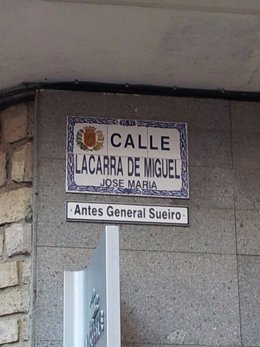 CALLE
LACARRA DE MIGUEL
JOSE MARIA
Antes General Sueiro